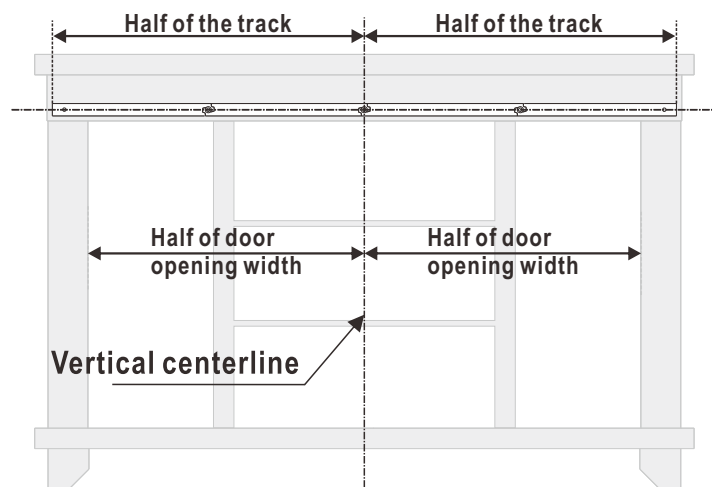 Half of the track
Half of the track
Half of door
opening width
Half of door
opening width
Vertical centerline